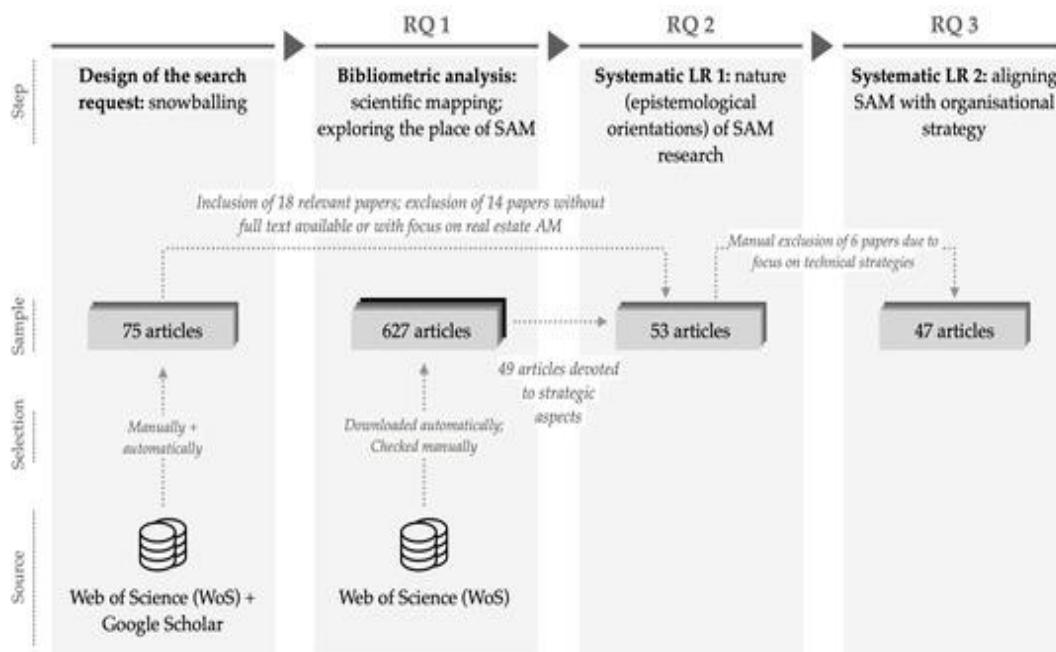 RQ 1
RQ 2
RQ 3
Step
Design of the search
request: snowballing
Bibliometric analysis:
scientific mapping;
exploring the place of SAM
Systematic LR 1: nature
(epistemological
orientations) of SAM
research
Systematic LR 2: aligning
SAM with organisational
strategy
Inclusion of 18 relevant papers; exclusion of 14 papers without
full text available or with focus on real estate AM
Manual exclusion of 6 papers due to
focus on technical strategies
Sample
75 articles
627 articles
53 articles
47 articles
49 articles devoted
to strategic
aspects
Selection
Manually +
automatically
Downloaded automatically;
Checked manually
Source
Web of Science (WoS) +
Google Scholar
Web of Science (WoS)